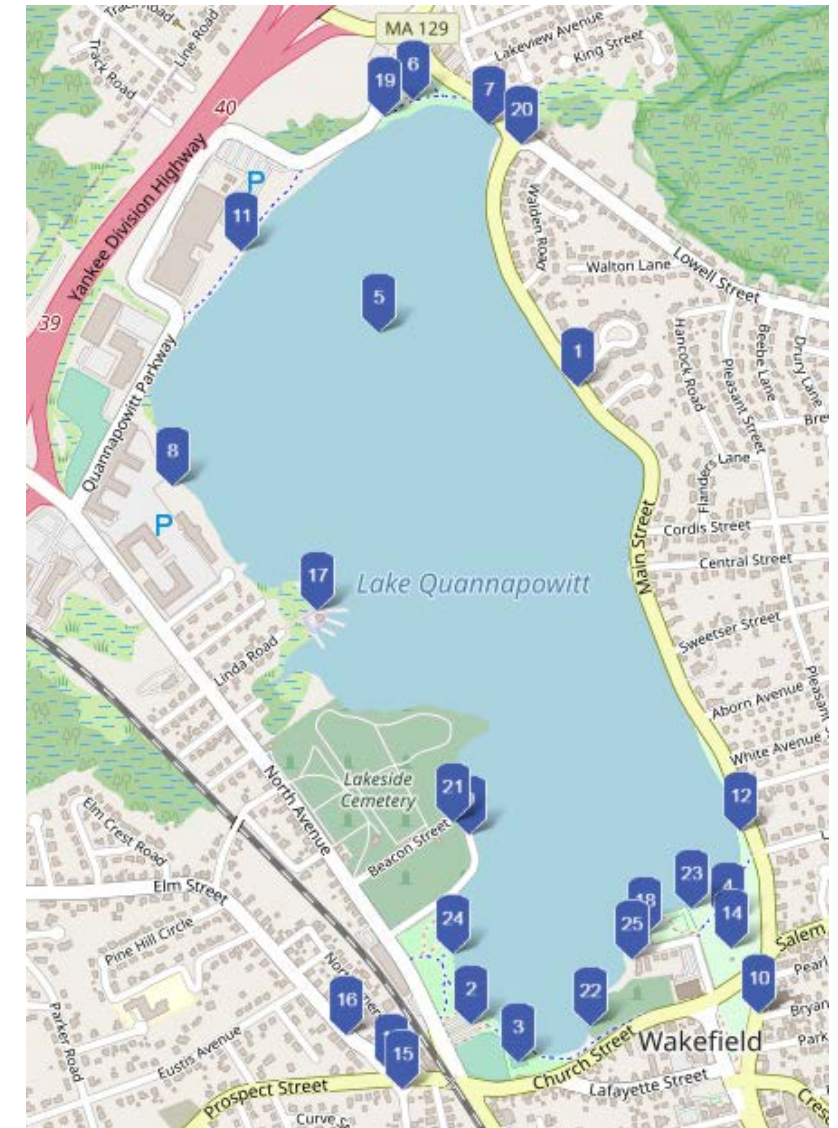 MA 129
Lakeview Avenue
King Street
Track Road
Line Road
Track Road
6
19
7
20
40
Yankee Division Highway
P
11
Walden Road
Walton Lane
Lowell Street
5
39
1
Hancock Road
Pleasant Street
Beebe Lane
Drury Lane
Quannapowitt Parkway
Bre
8
Flanders Lane
P
Cordis Street
Main Street
Central Street
17
Lake Quannapowitt
Sweetser Street
Linda Road
Pleasant S
Aborn Avenue
White Avenue
North Avenue
Lakeside
Cemetery
21
12
Elm Crest Road
Beacon Street
Elm Street
23
4
18
14
24
25
Pine Hill Circle
Salem
Pearl
16
2
22
10
Parker Road
Bryan
3
Wakefield
Park
15
Eustis Avenue
Church Street
Prospect Street
Lafayette Street
Curve S
Cres